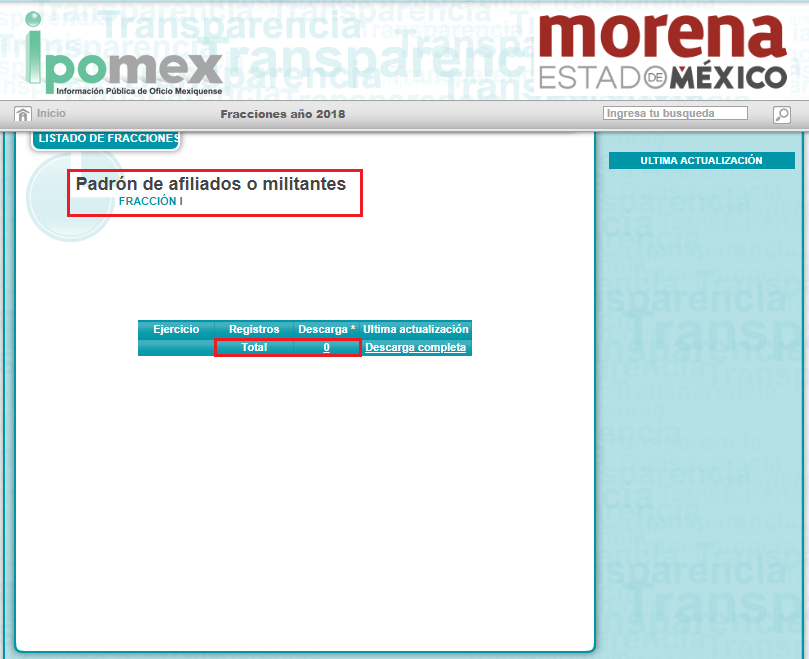 Transparencia
ipomex
Información Pública de Oficio Mexiquense
morena
ESTADO DE MÉXICO
Inicio
Fracciones año 2018
Ingresa tu busqueda
LISTADO DE FRACCIONES
ULTIMA ACTUALIZACIÓN
Padrón de afiliados o militantes
FRACCIÓN I
Ejercicio Registros Descarga * Ultima actualización
Total 0 Descarga completa